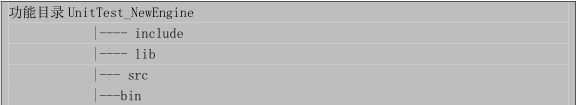 功能目录 UnitTest_NewEngine
|---- include
|---- lib
|--- src
|---bin